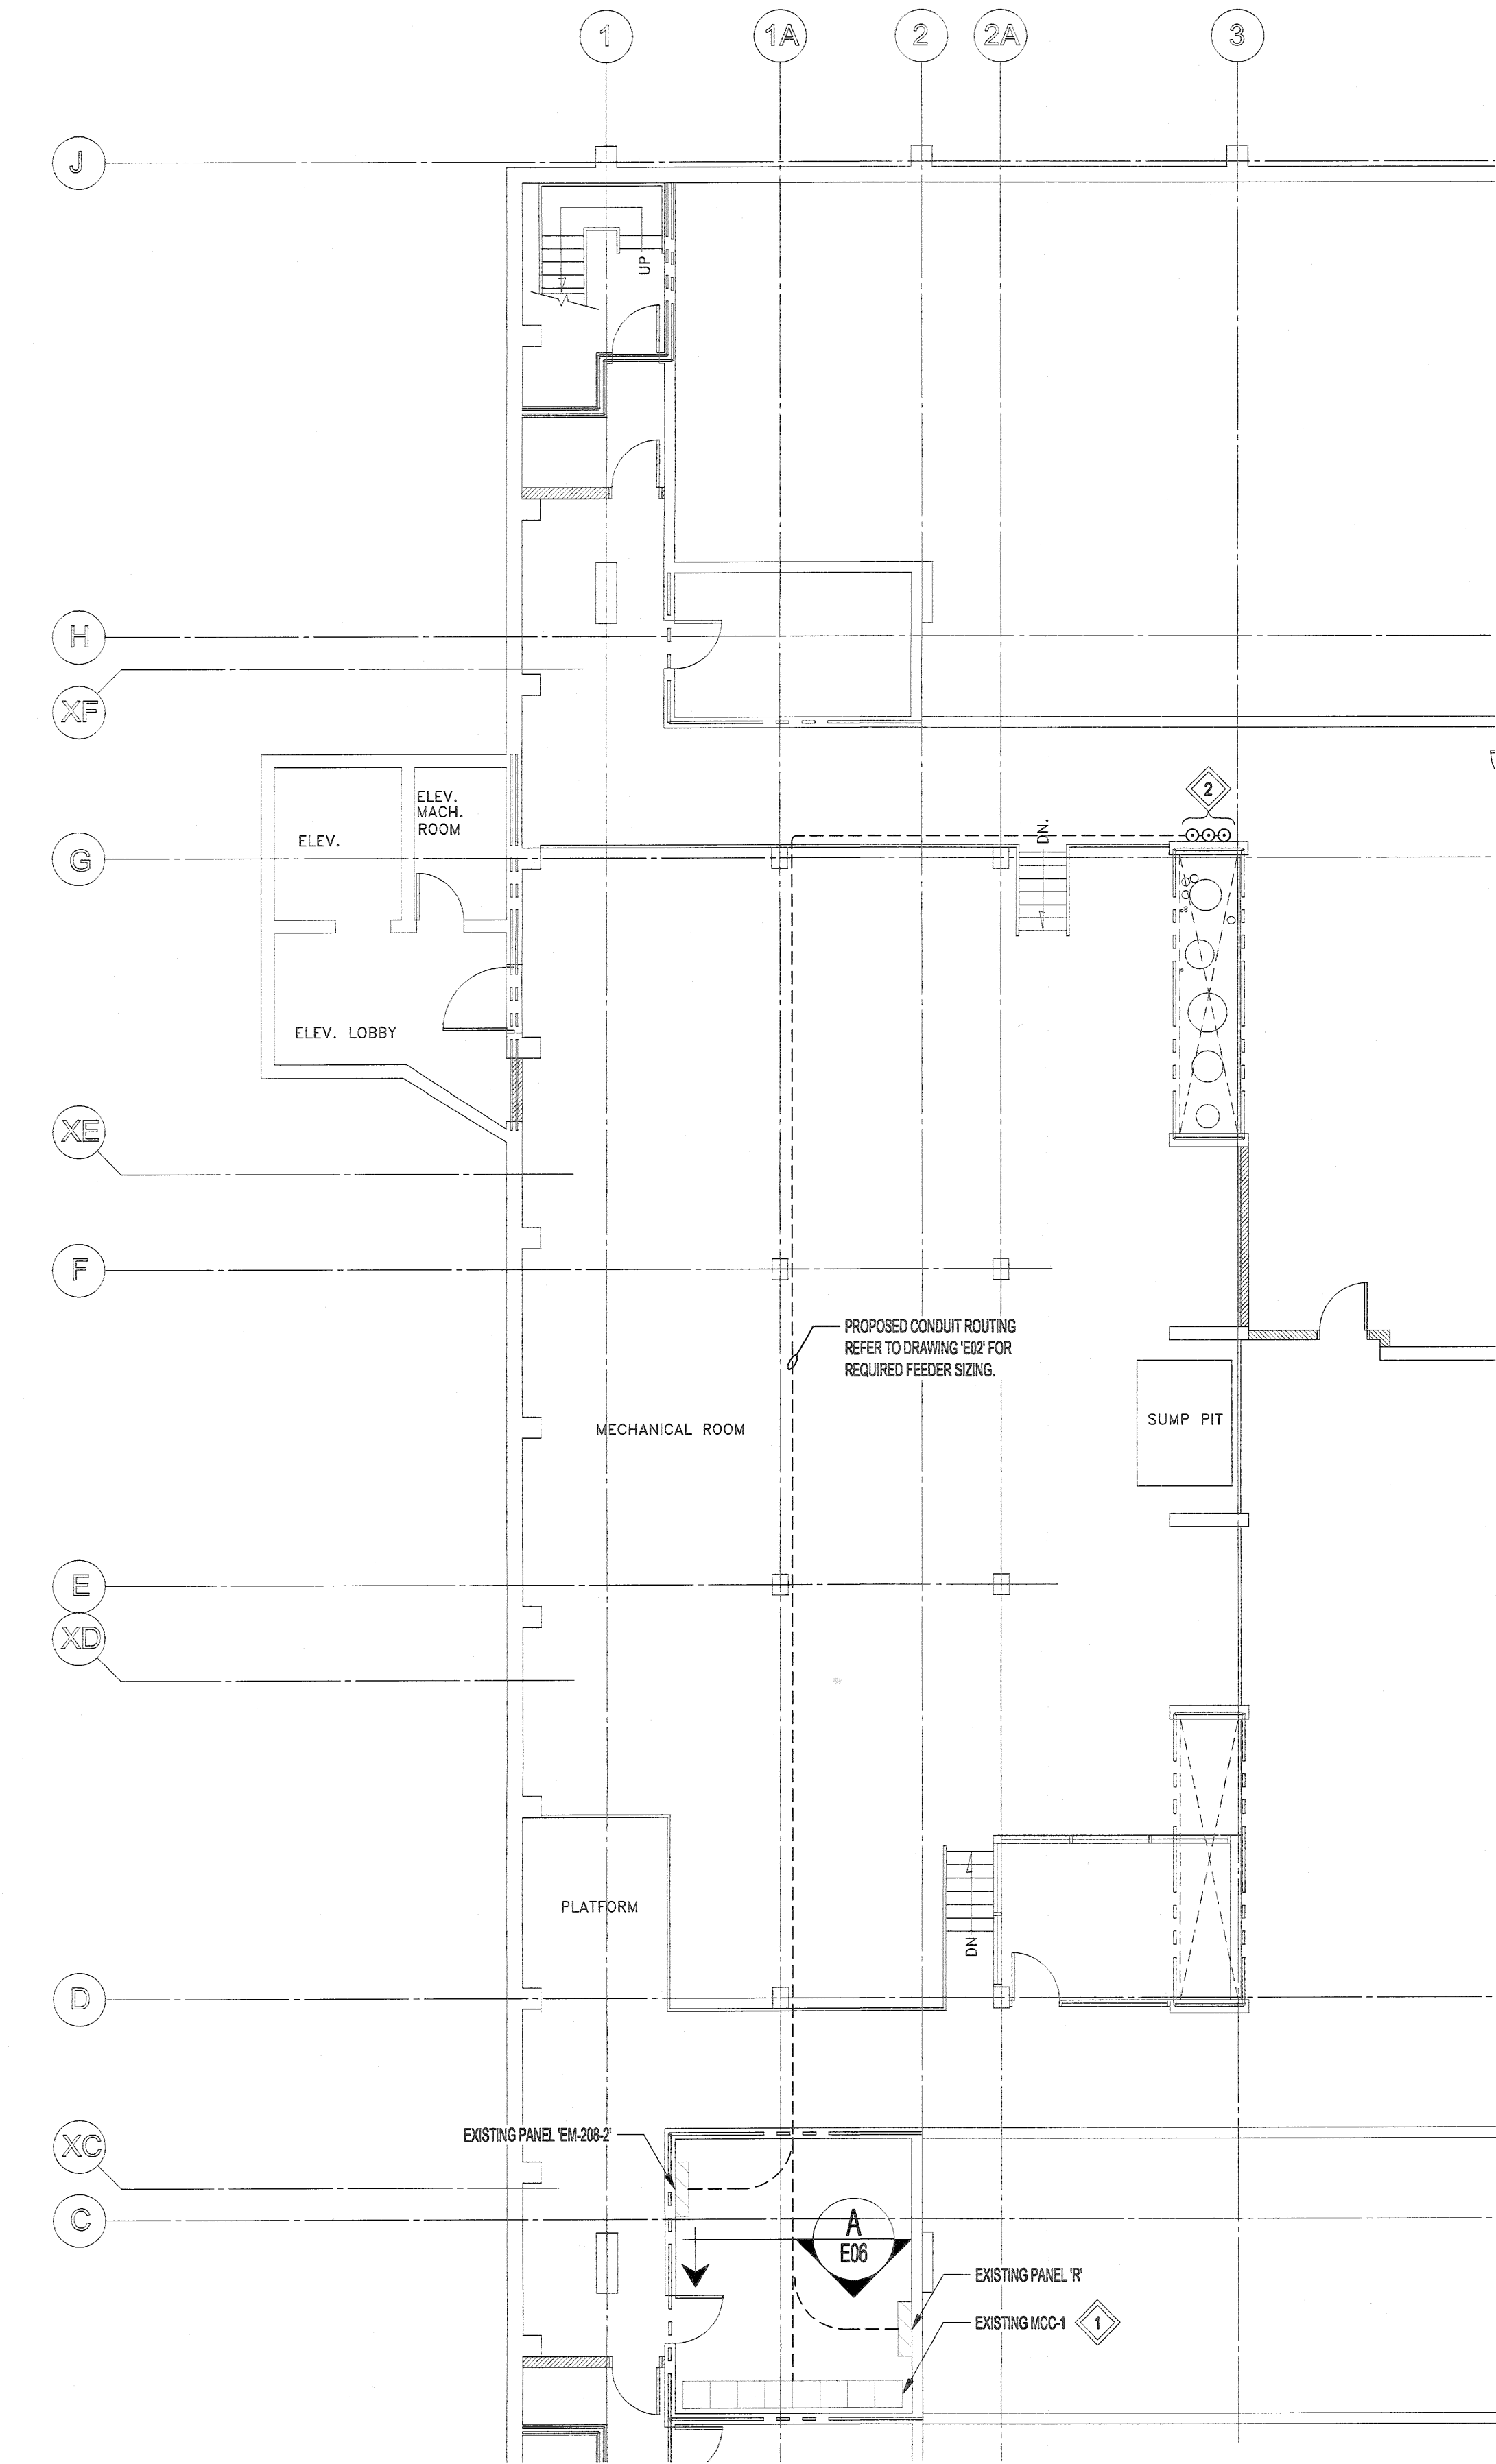 1
1A
2
2A
3
J
UP
H
XF
ELEV.
MACH.
ROOM
ELEV.
2
DN.
G
ELEV. LOBBY
XE
F
PROPOSED CONDUIT ROUTING
REFER TO DRAWING 'E02' FOR
REQUIRED FEEDER SIZING.
MECHANICAL ROOM
SUMP PIT
E
XD
PLATFORM
DN
D
EXISTING PANEL 'EM-208-2'
XC
C
A
E06
EXISTING PANEL 'R'
EXISTING MCC-1
1